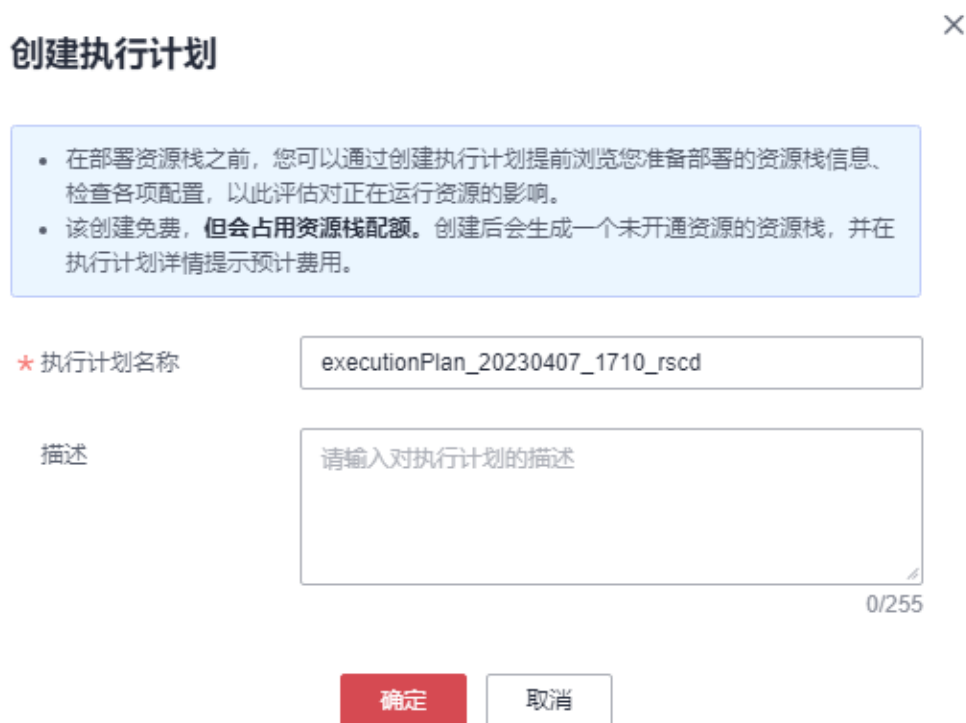 创建执行计划
• 在部署资源栈之前，您可以通过创建执行计划提前浏览您准备部署的资源栈信息、
检查各项配置，以此评估对正在运行资源的影响。
• 该创建免费，但会占用资源栈配额。创建后会生成一个未开通资源的资源栈，并在
执行计划详情提示预计费用。
* 执行计划名称 executionPlan_20230407_1710_rscd
描述 请输入对执行计划的描述
0/255
确定 取消